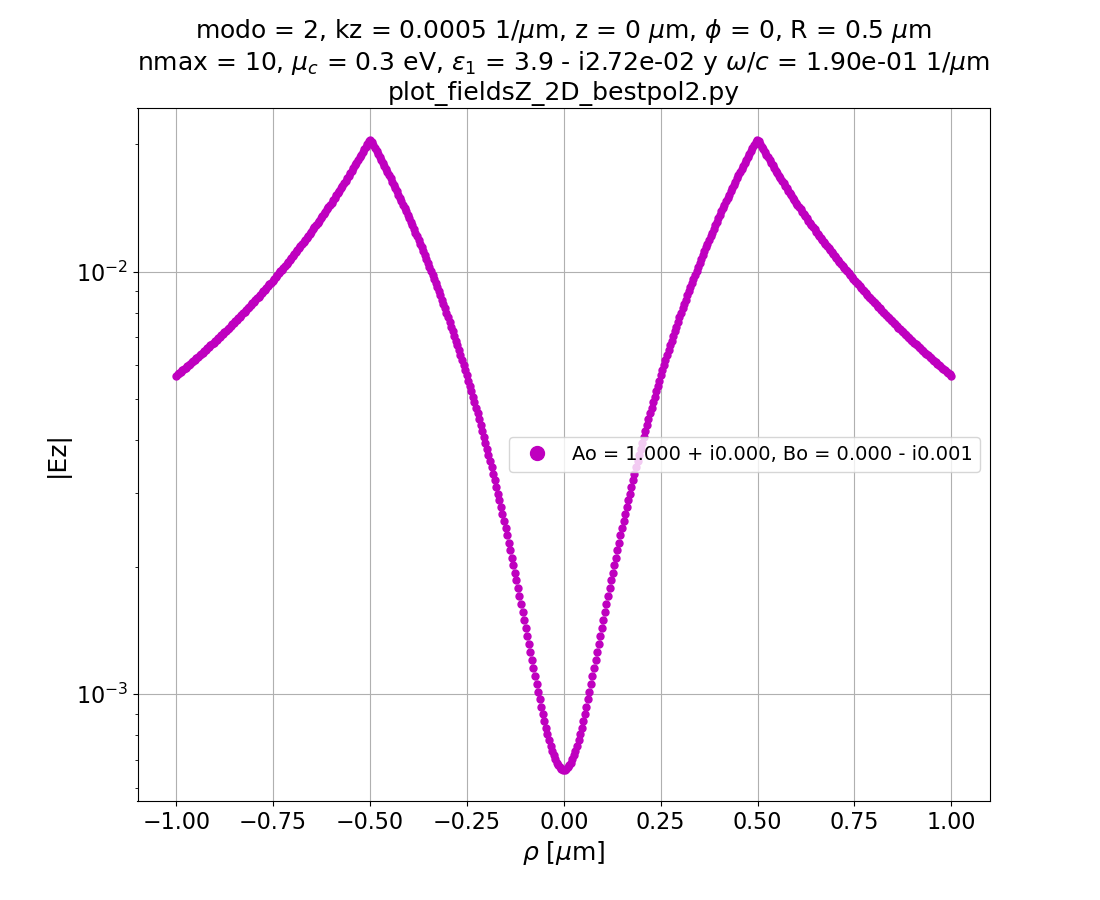 modo = 2, kz = 0.0005 1/μm, z = 0 μm, ϕ = 0, R = 0.5 μm
nmax = 10, μ_c = 0.3 eV, ε_1 = 3.9 - i2.72e-02 y ω/c = 1.90e-01 1/μm
plot_fieldsZ_2D_bestpol2.py
10^{-2}
|Ez|
Ao = 1.000 + i0.000, Bo = 0.000 - i0.001
10^{-3}
−1.00 −0.75 −0.50 −0.25 0.00 0.25 0.50 0.75 1.00
ρ [μm]